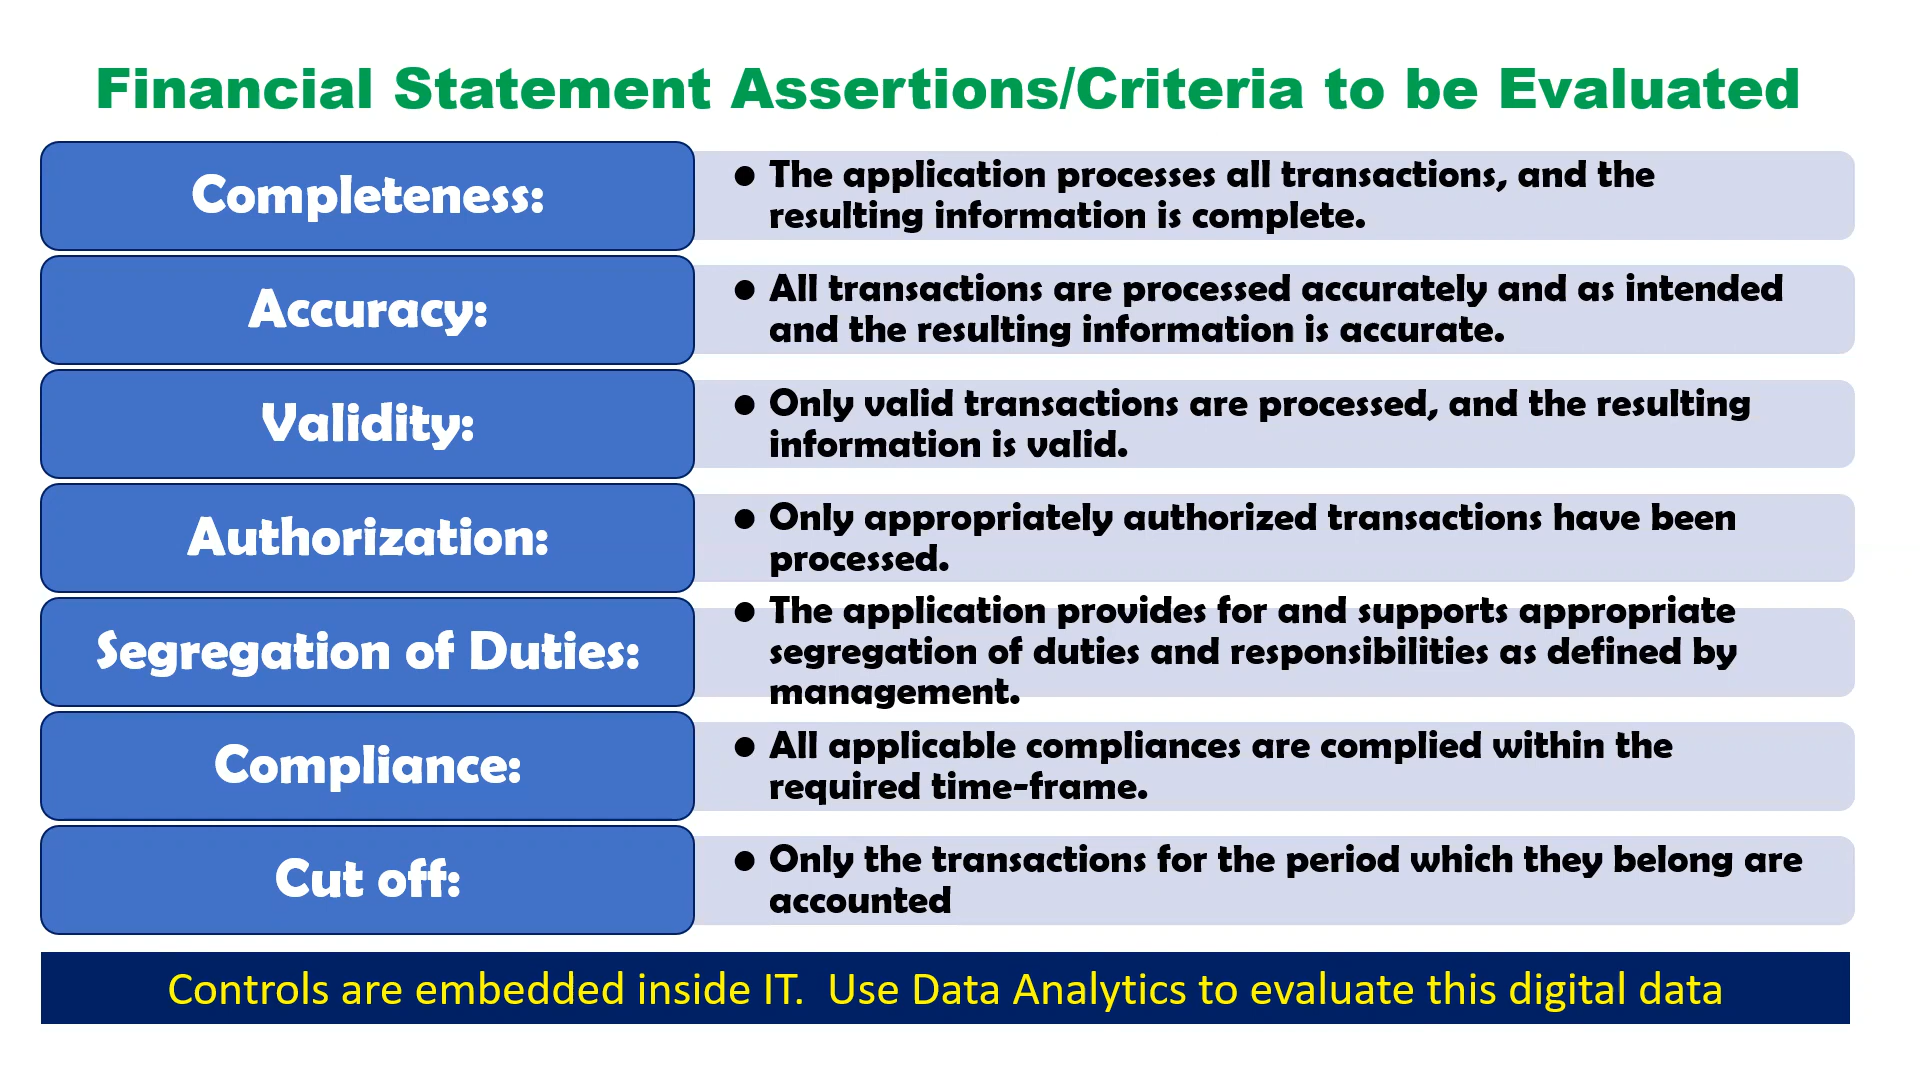 Financial Statement Assertions/Criteria to be Evaluated
Completeness:
● The application processes all transactions, and the
resulting information is complete.
Accuracy:
● All transactions are processed accurately and as intended
and the resulting information is accurate.
Validity:
● Only valid transactions are processed, and the resulting
information is valid.
Authorization:
● Only appropriately authorized transactions have been
processed.
Segregation of Duties:
● The application provides for and supports appropriate
segregation of duties and responsibilities as defined by
management.
Compliance:
● All applicable compliances are complied within the
required time-frame.
Cut off:
● Only the transactions for the period which they belong are
accounted
Controls are embedded inside IT.  Use Data Analytics to evaluate this digital data